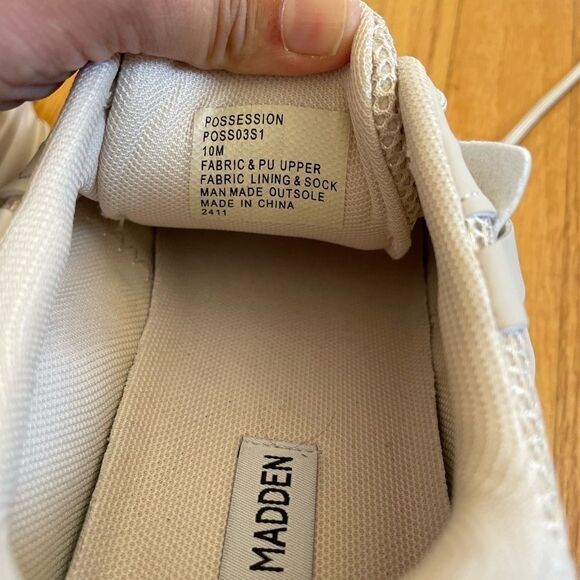 POSSESSION
POSS03S1
10M
FABRIC & PU UPPER
FABRIC LINING & SOCK
MAN MADE OUTSOLE
MADE IN CHINA
2411
MADDEN